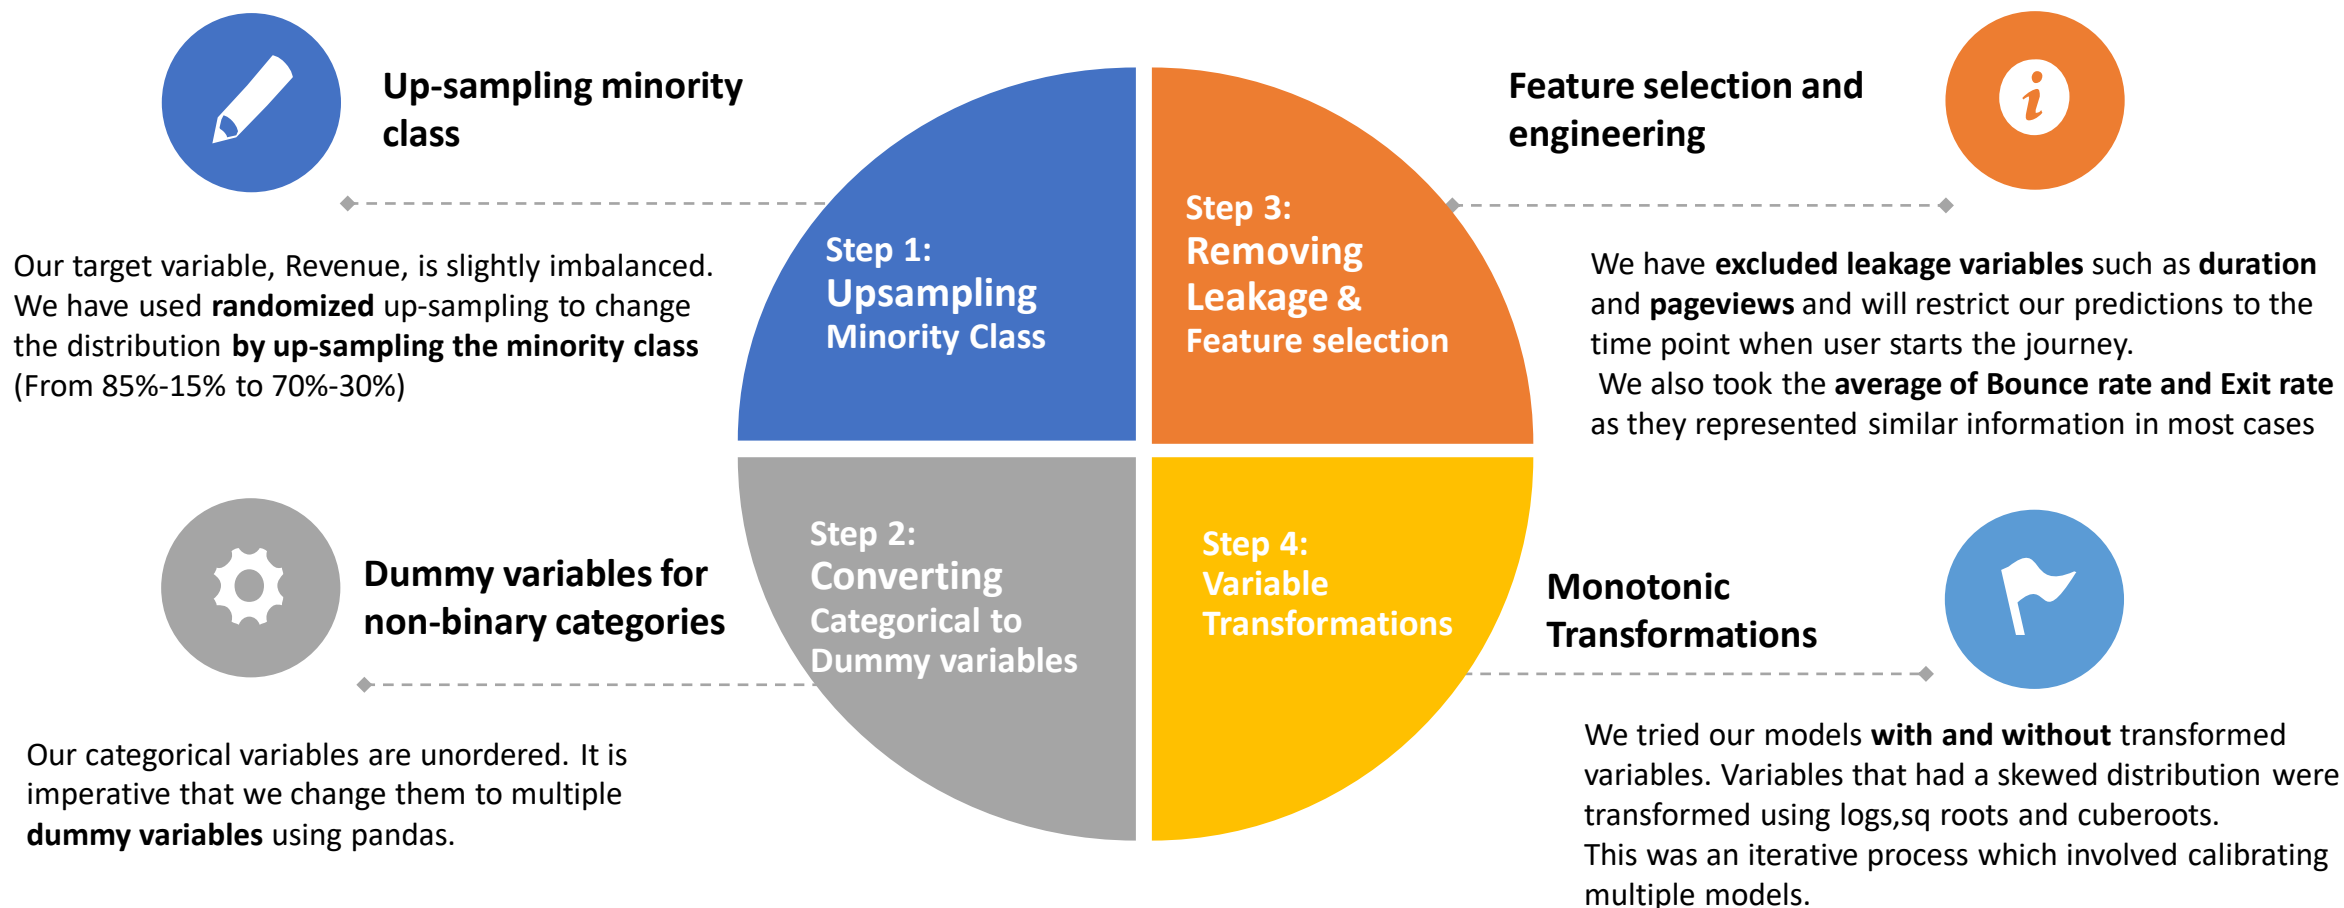 Up-sampling minority
class
Our target variable, Revenue, is slightly imbalanced.
We have used randomized up-sampling to change
the distribution by up-sampling the minority class
(From 85%-15% to 70%-30%)
Step 1:
Upsampling
Minority Class
Dummy variables for
non-binary categories
Our categorical variables are unordered. It is
imperative that we change them to multiple
dummy variables using pandas.
Step 2:
Converting
Categorical to
Dummy variables
Step 3:
Removing
Leakage &
Feature selection
Feature selection and
engineering
i
We have excluded leakage variables such as duration
and pageviews and will restrict our predictions to the
time point when user starts the journey.
We also took the average of Bounce rate and Exit rate
as they represented similar information in most cases
Step 4:
Variable
Transformations
Monotonic
Transformations
We tried our models with and without transformed
variables. Variables that had a skewed distribution were
transformed using logs,sq roots and cuberoots.
This was an iterative process which involved calibrating
multiple models.